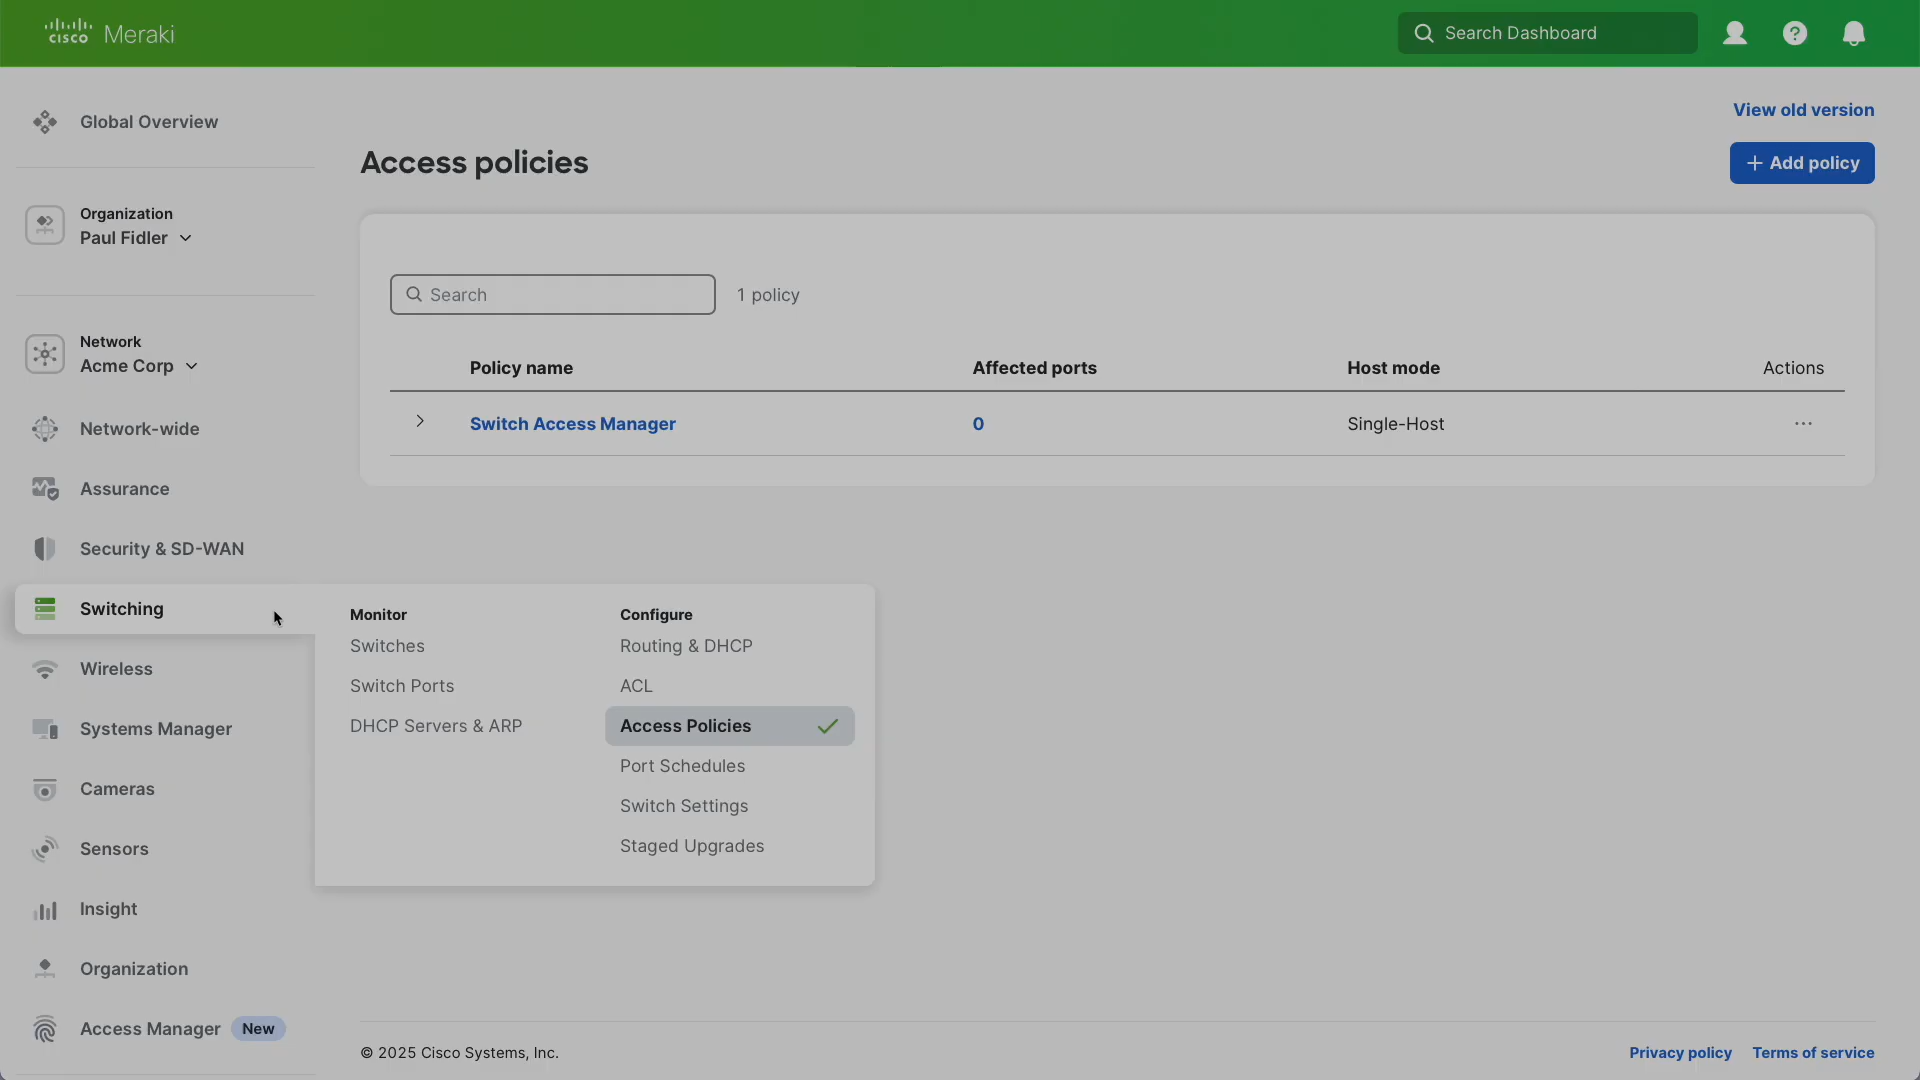 CISCO Meraki
Search Dashboard
?
Global Overview
View old version
Access policies
+ Add policy
Organization
Paul Fidler
Search
1 policy
Network
Acme Corp
Policy name Affected ports Host mode Actions
Switch Access Manager 0 Single-Host ...
Network-wide
Assurance
Security & SD-WAN
Switching
Monitor
Switches
Switch Ports
DHCP Servers & ARP
Configure
Routing & DHCP
ACL
Access Policies
Port Schedules
Switch Settings
Staged Upgrades
Wireless
Systems Manager
Cameras
Sensors
Insight
Organization
Access Manager New
© 2025 Cisco Systems, Inc.
Privacy policy Terms of service